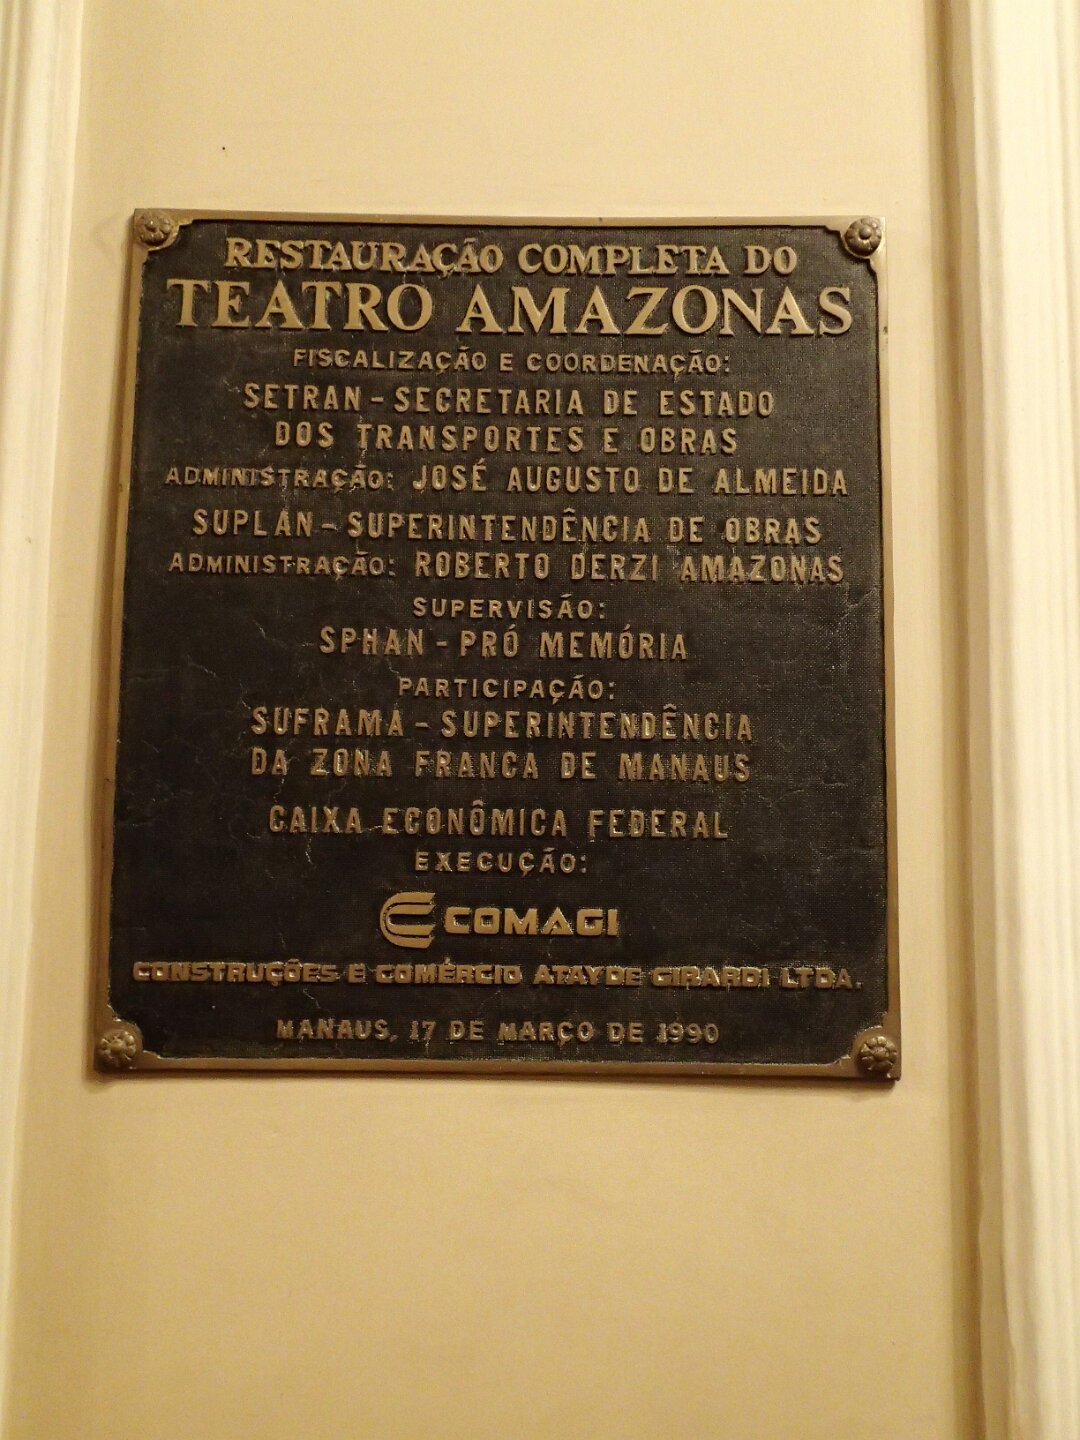 RESTAURAÇÃO COMPLETA DO
TEATRO AMAZONAS
FISCALIZAÇÃO E COORDENAÇÃO:
SETRAN - SECRETARIA DE ESTADO
DOS TRANSPORTES E OBRAS
ADMINISTRAÇÃO: JOSÉ AUGUSTO DE ALMEIDA
SUPLAN - SUPERINTENDÊNCIA DE OBRAS
ADMINISTRAÇÃO: ROBERTO DERZI AMAZONAS
SUPERVISÃO:
SPHAN - PRÓ MEMÓRIA
PARTICIPAÇÃO:
SUFRAMA - SUPERINTENDÊNCIA
DA ZONA FRANCA DE MANAUS
CAIXA ECONÔMICA FEDERAL
EXECUÇÃO:
COMAGI
CONSTRUÇÕES E COMÉRCIO ATAYDE GIRARDI LTDA.
MANAUS, 17 DE MARÇO DE 1990